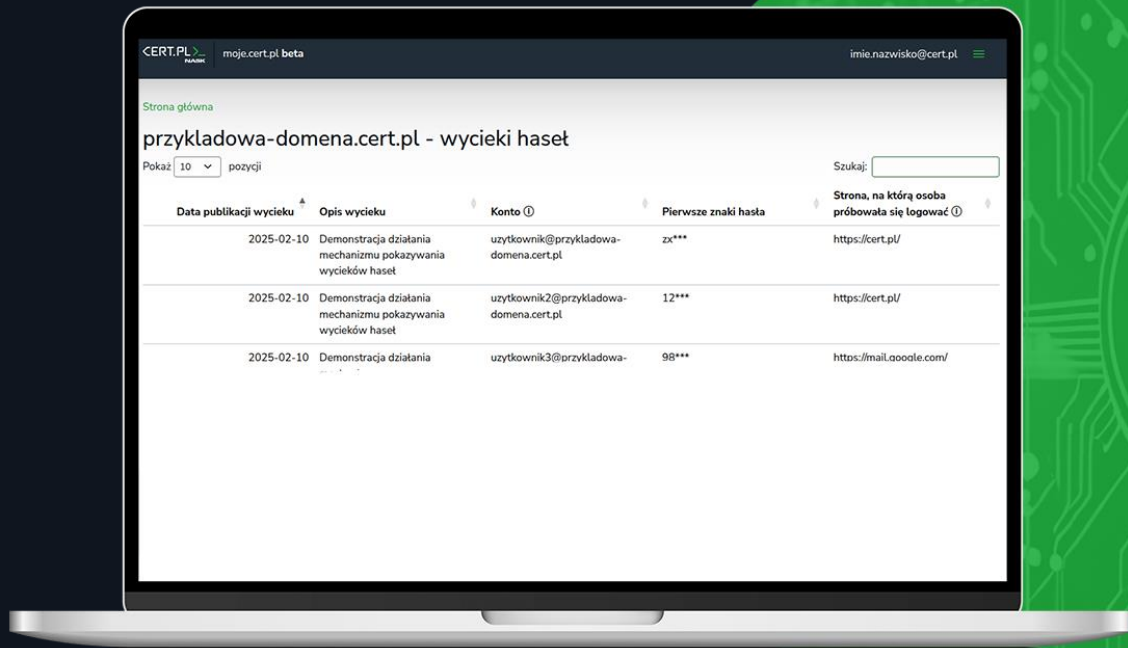 CERT.PL>_
NASK
moje.cert.pl beta
imie.nazwisko@cert.pl
Strona główna
przykladowa-domena.cert.pl - wycieki haseł
Pokaż 10 pozycji
Szukaj:
Data publikacji wycieku
Opis wycieku
Konto
Pierwsze znaki hasła
Strona, na którą osoba
próbowała się logować
2025-02-10
Demonstracja działania
mechanizmu pokazywania
wycieków haseł
uzytkownik@przykladowa-
domena.cert.pl
zx***
https://cert.pl/
2025-02-10
Demonstracja działania
mechanizmu pokazywania
wycieków haseł
uzytkownik2@przykladowa-
domena.cert.pl
12***
https://cert.pl/
2025-02-10
Demonstracja działania
uzytkownik3@przykladowa-
98***
https://mail.google.com/